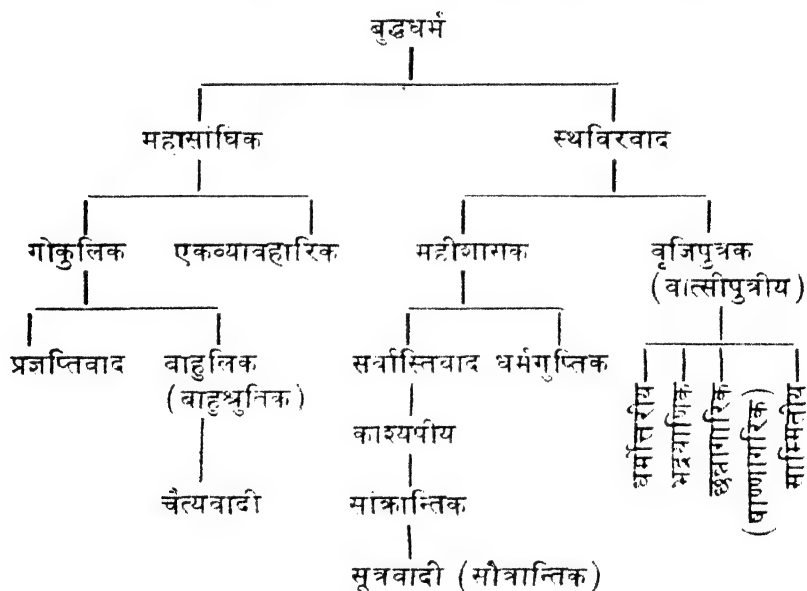 बुद्धधर्म
महासांघिक स्थविरवाद
गोकुलिक एकव्यावहारिक महीशासक वृजिपुत्रक
(वात्सीपुत्रीय)
प्रज्ञप्तिवाद बाहुलिक सर्वास्तिवाद धर्मगुप्तिक
(बाहुश्रुतिक)
धर्मोत्तरीय
भद्रयाणिक
छन्नागारिक
(षाण्णागरिक)
साम्मितीय
काश्यपीय
चैत्यवादी सांक्रान्तिक
सूत्रवादी (सौत्रान्तिक)